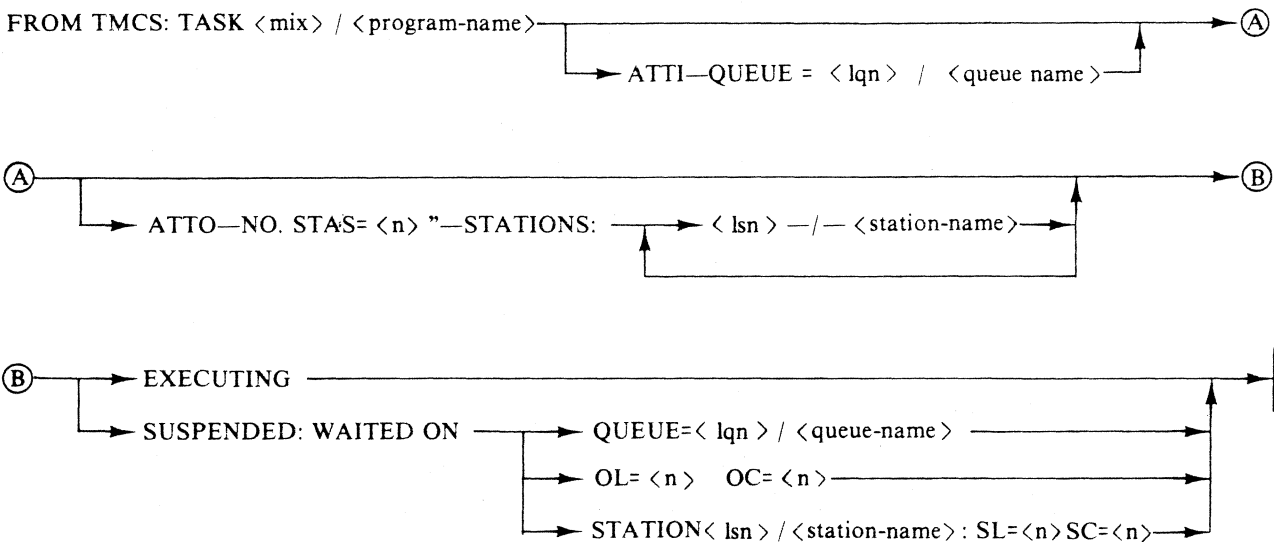 FROM TMCS: TASK <mix> / <program-name> Ⓐ
ATTI—QUEUE = <lqn> / <queue name>
Ⓐ Ⓑ
ATTO—NO. STAS= <n> ”—STATIONS: <lsn> —/— <station-name>
Ⓑ EXECUTING
SUSPENDED: WAITED ON QUEUE=<lqn> / <queue-name>
OL= <n> OC= <n>
STATION<lsn> / <station-name>: SL=<n> SC=<n>